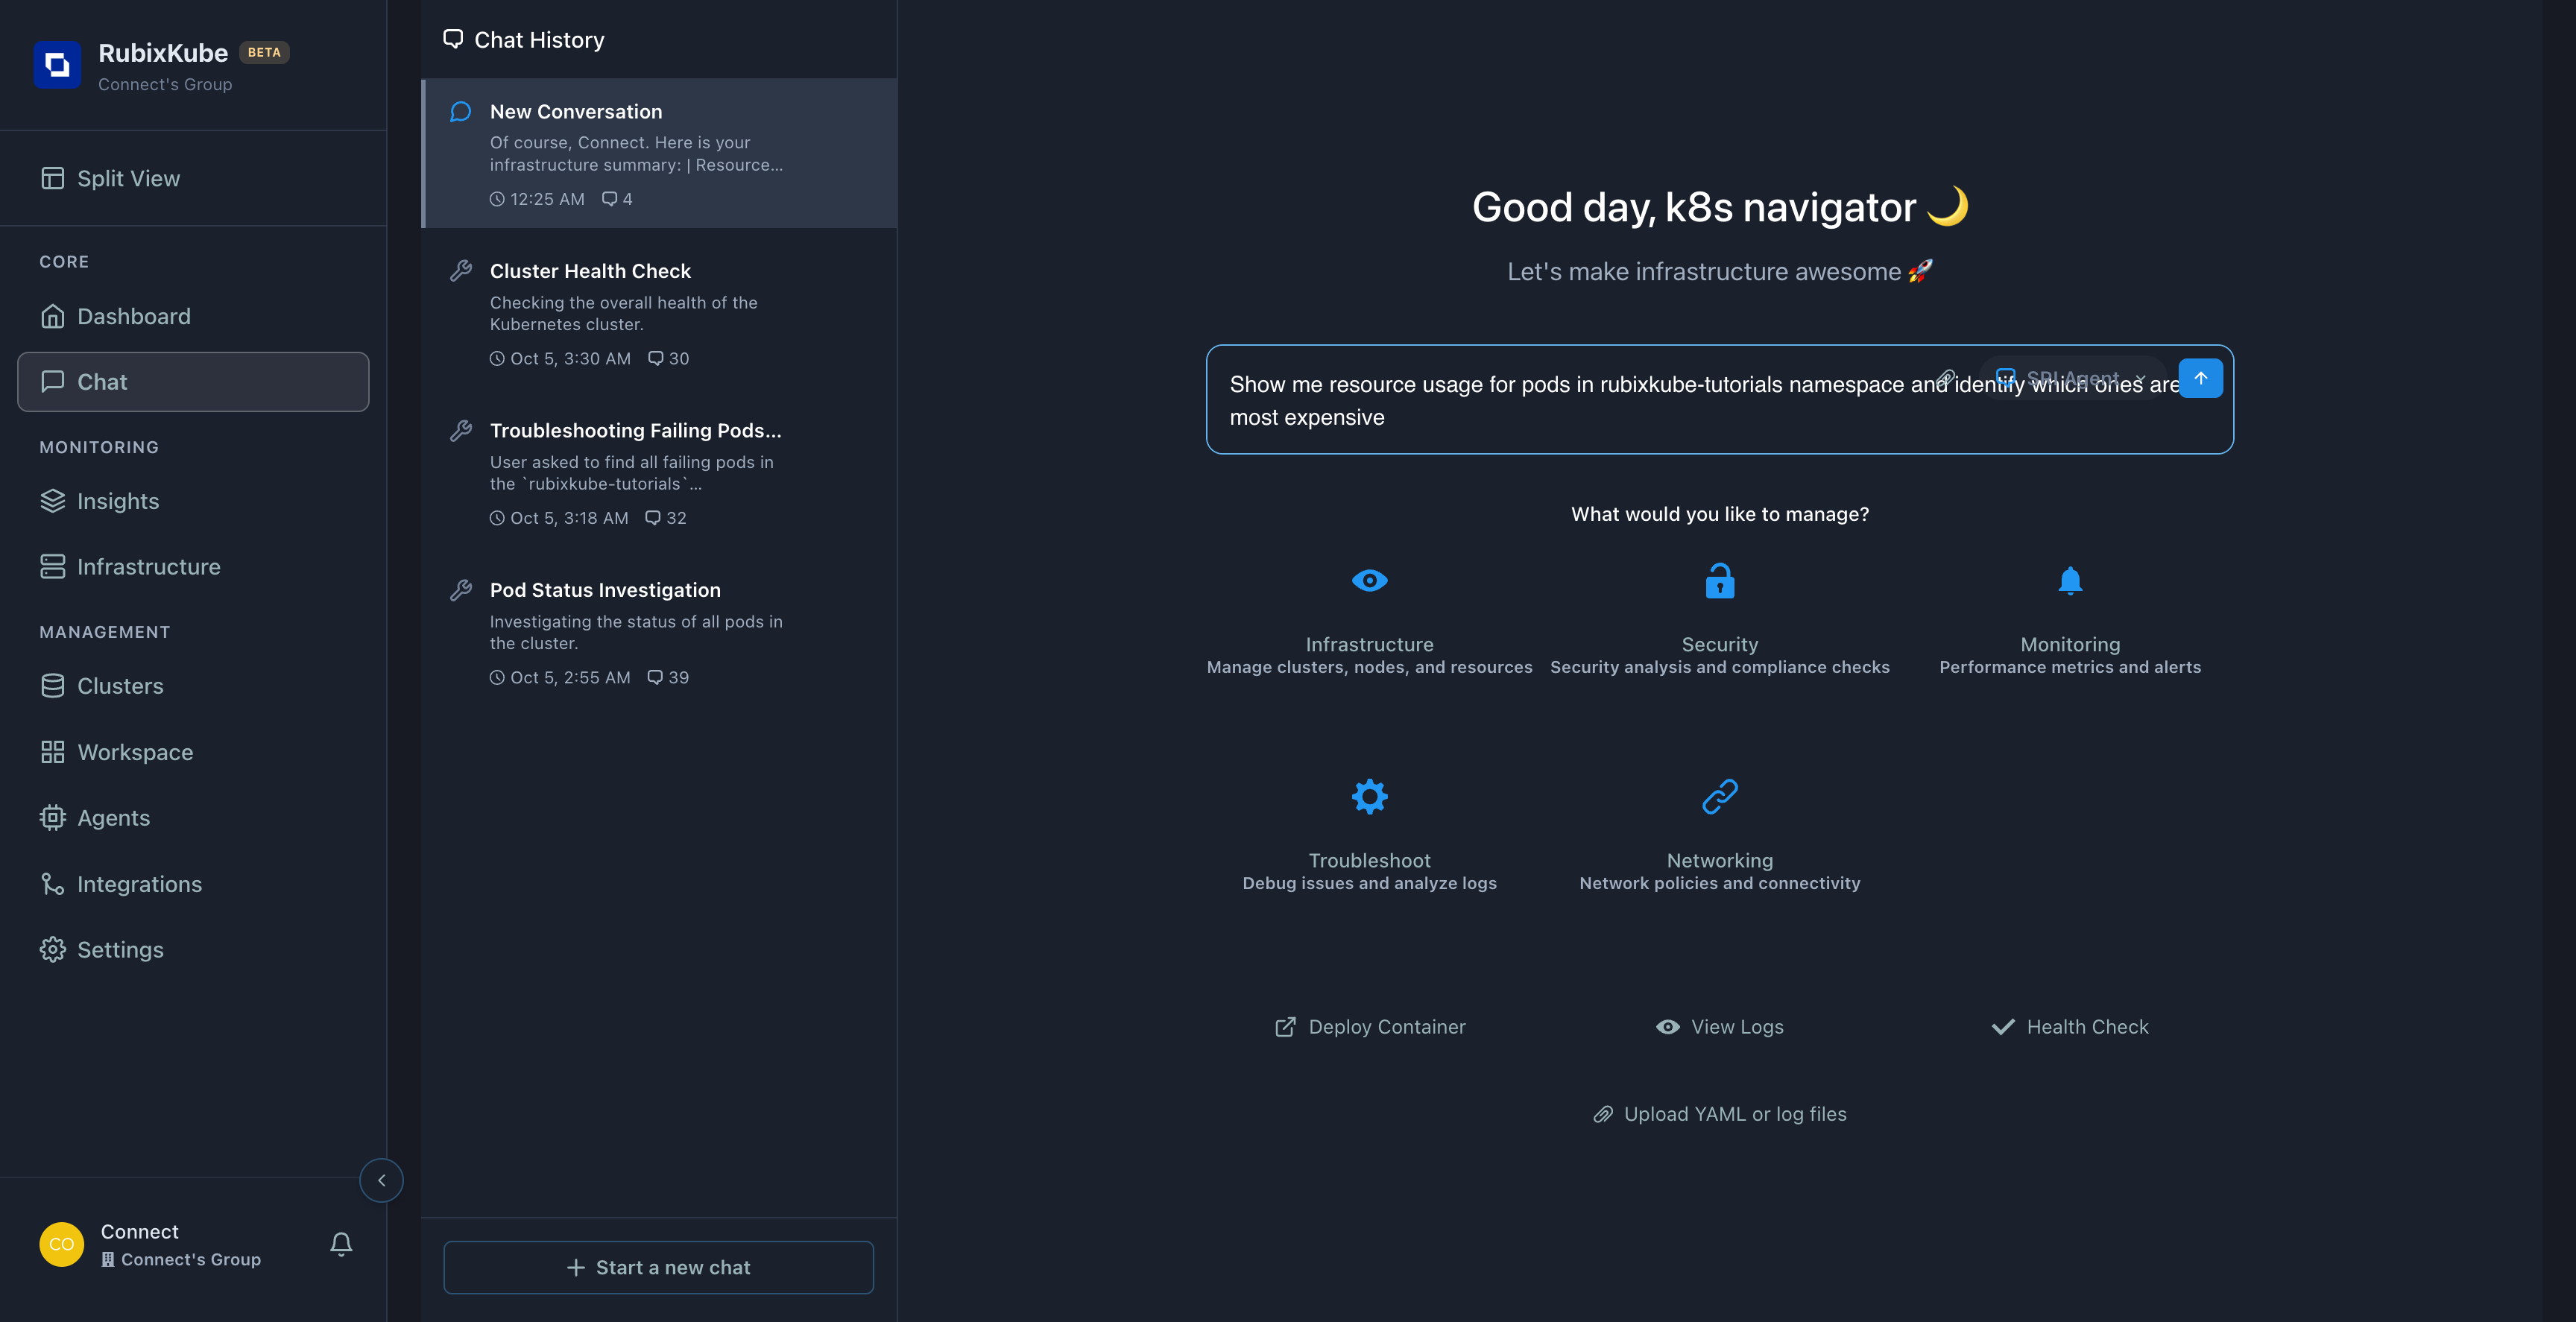 RubixKube BETA
Connect's Group
Split View
CORE
Dashboard
Chat
MONITORING
Insights
Infrastructure
MANAGEMENT
Clusters
Workspace
Agents
Integrations
Settings
CO
Connect
Connect's Group
Chat History
New Conversation
Of course, Connect. Here is your
infrastructure summary: | Resource...
12:25 AM 4
Cluster Health Check
Checking the overall health of the
Kubernetes cluster.
Oct 5, 3:30 AM 30
Troubleshooting Failing Pods...
User asked to find all failing pods in
the `rubixkube-tutorials`...
Oct 5, 3:18 AM 32
Pod Status Investigation
Investigating the status of all pods in
the cluster.
Oct 5, 2:55 AM 39
Start a new chat
Good day, k8s navigator 🌙
Let's make infrastructure awesome 🚀
Show me resource usage for pods in rubixkube-tutorials namespace and identify which ones are
most expensive
SRI Agent
What would you like to manage?
Infrastructure
Manage clusters, nodes, and resources
Security
Security analysis and compliance checks
Monitoring
Performance metrics and alerts
Troubleshoot
Debug issues and analyze logs
Networking
Network policies and connectivity
Deploy Container
View Logs
Health Check
Upload YAML or log files